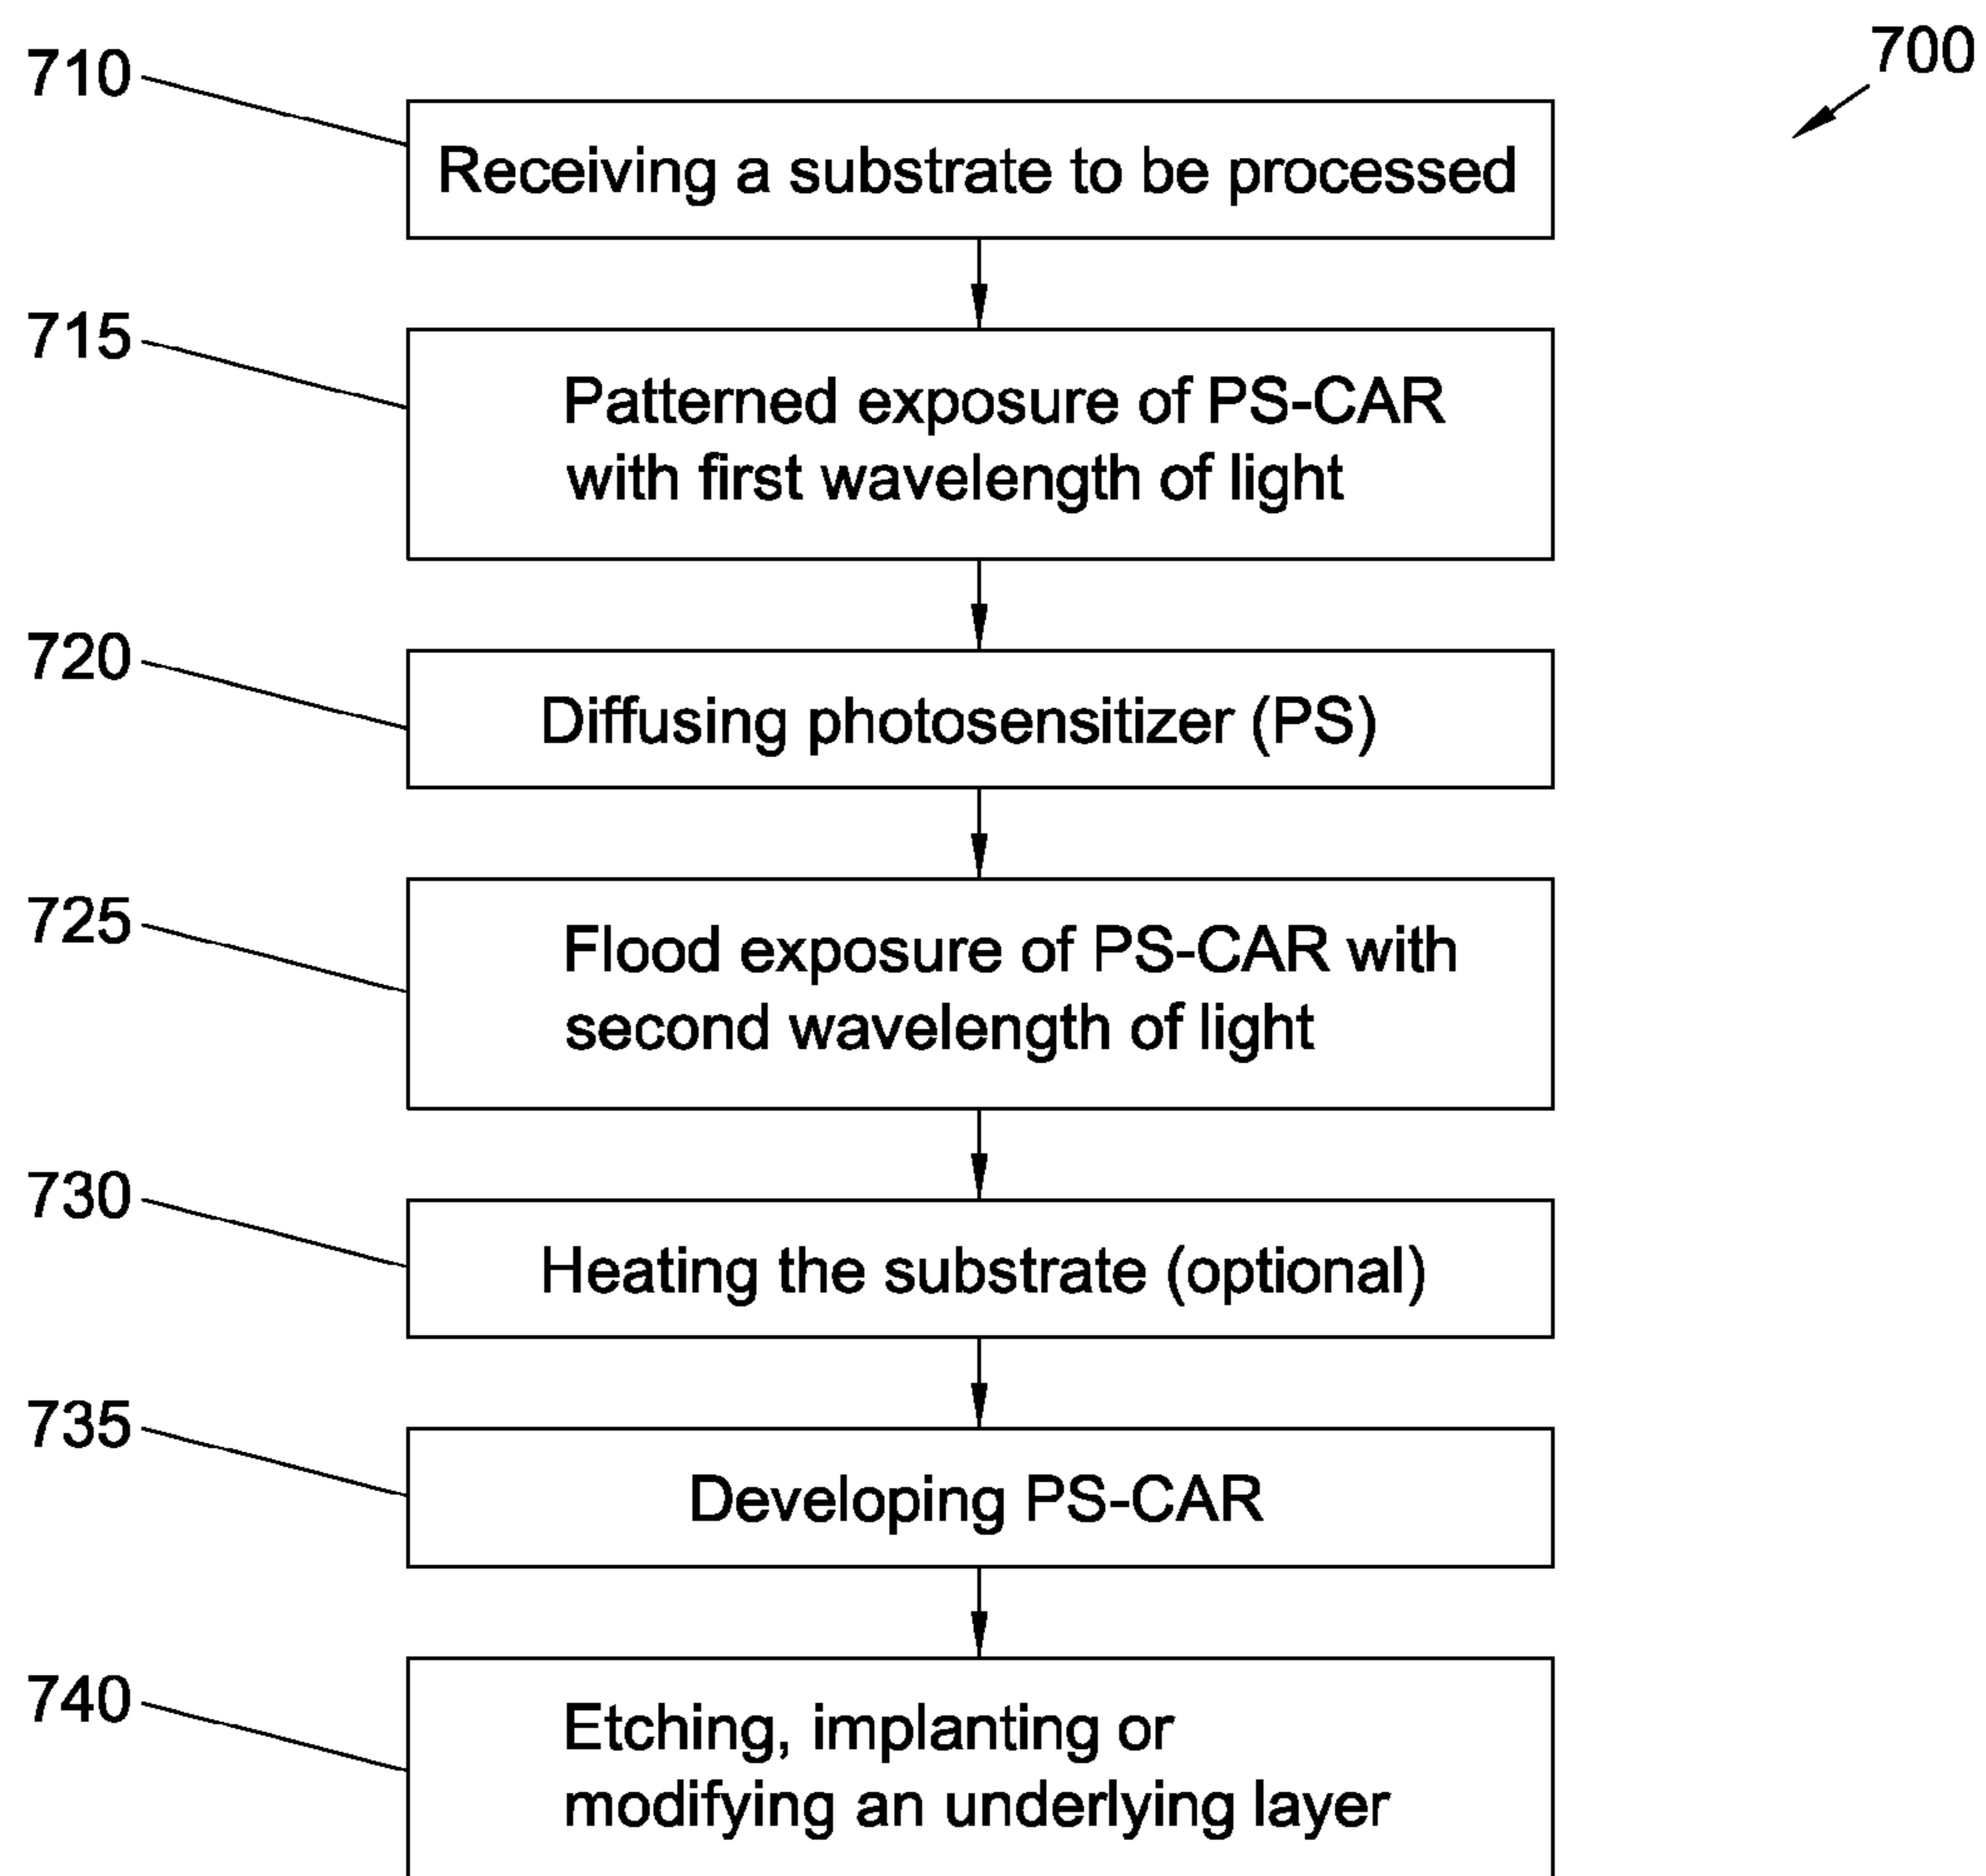 700
710
Receiving a substrate to be processed
715
Patterned exposure of PS-CAR
with first wavelength of light
720
Diffusing photosensitizer (PS)
725
Flood exposure of PS-CAR with
second wavelength of light
730
Heating the substrate (optional)
735
Developing PS-CAR
740
Etching, implanting or
modifying an underlying layer